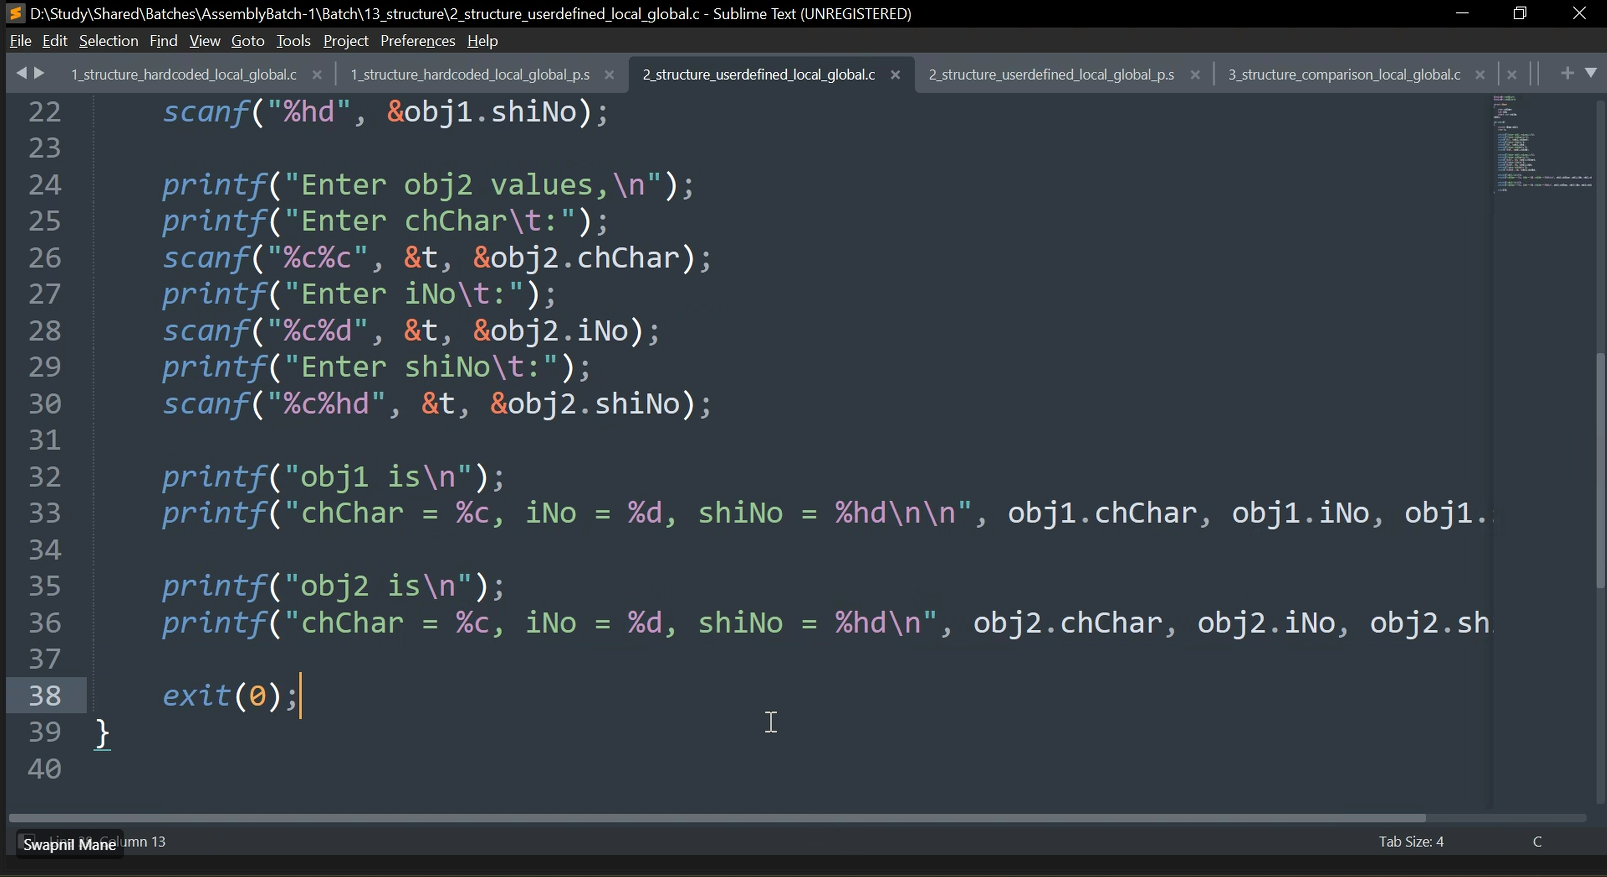 D:\Study\Shared\Batches\AssemblyBatch-1\Batch\13_structure\2_structure_userdefined_local_global.c - Sublime Text (UNREGISTERED)
File Edit Selection Find View Goto Tools Project Preferences Help
1_structure_hardcoded_local_global.c 1_structure_hardcoded_local_global_p.s 2_structure_userdefined_local_global.c 2_structure_userdefined_local_global_p.s 3_structure_comparison_local_global.c
22 scanf("%hd", &obj1.shiNo);
23
24 printf("Enter obj2 values,\n");
25 printf("Enter chChar\t:");
26 scanf("%c%c", &t, &obj2.chChar);
27 printf("Enter iNo\t:");
28 scanf("%c%d", &t, &obj2.iNo);
29 printf("Enter shiNo\t:");
30 scanf("%c%hd", &t, &obj2.shiNo);
31
32 printf("obj1 is\n");
33 printf("chChar = %c, iNo = %d, shiNo = %hd\n\n", obj1.chChar, obj1.iNo, obj1.
34
35 printf("obj2 is\n");
36 printf("chChar = %c, iNo = %d, shiNo = %hd\n", obj2.chChar, obj2.iNo, obj2.sh
37
38 exit(0);
39 }
40
Swapnil Mane umn 13 Tab Size: 4 C